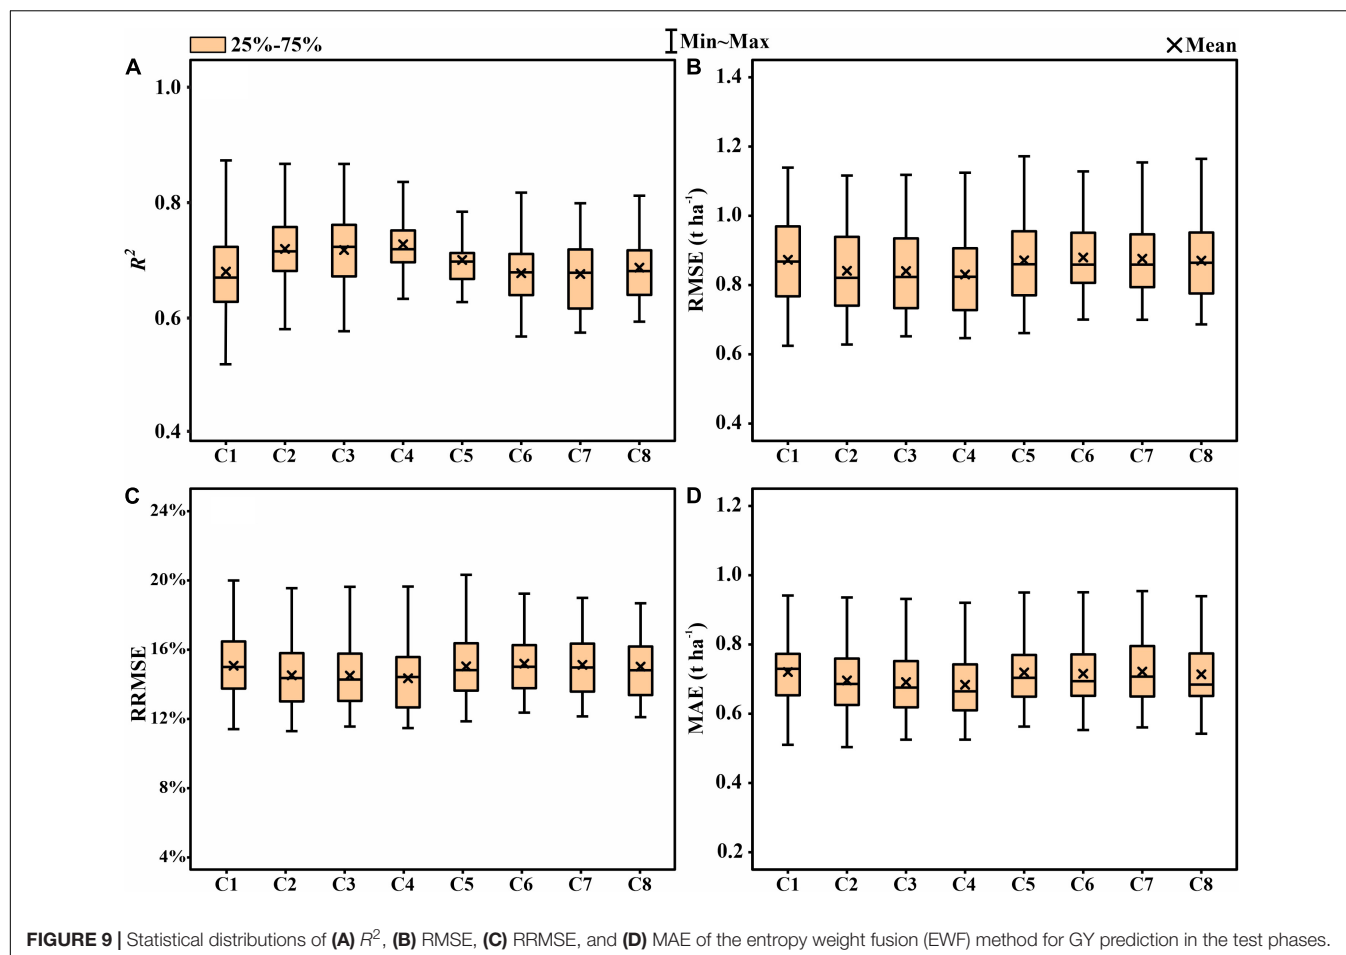 25%-75% Min~Max Mean
A
1.0
0.8
0.6
0.4
R²
C1 C2 C3 C4 C5 C6 C7 C8
B
1.4
1.2
1.0
0.8
0.6
0.4
RMSE (t ha⁻¹)
C1 C2 C3 C4 C5 C6 C7 C8
C
24%
20%
16%
12%
8%
4%
RRMSE
C1 C2 C3 C4 C5 C6 C7 C8
D
1.2
1.0
0.8
0.6
0.4
0.2
MAE (t ha⁻¹)
C1 C2 C3 C4 C5 C6 C7 C8
FIGURE 9 | Statistical distributions of (A) R², (B) RMSE, (C) RRMSE, and (D) MAE of the entropy weight fusion (EWF) method for GY prediction in the test phases.